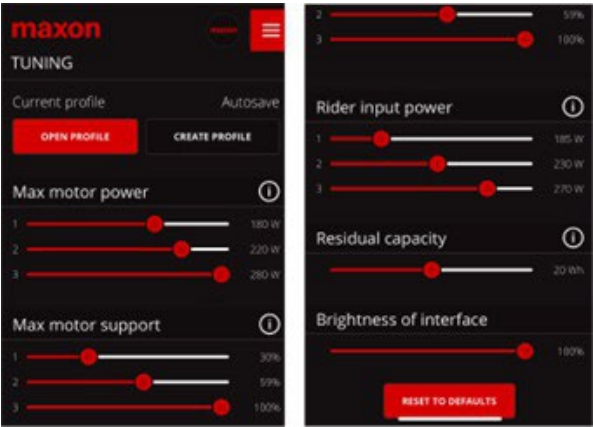 maxon
TUNING
Current profile Autosave
OPEN PROFILE CREATE PROFILE
Max motor power i
1 180 W
2 220 W
3 280 W
Max motor support i
1 30%
2 59%
3 100%
2 59%
3 100%
Rider input power i
1 185 W
2 230 W
3 270 W
Residual capacity i
20 Wh
Brightness of interface
100%
RESET TO DEFAULTS